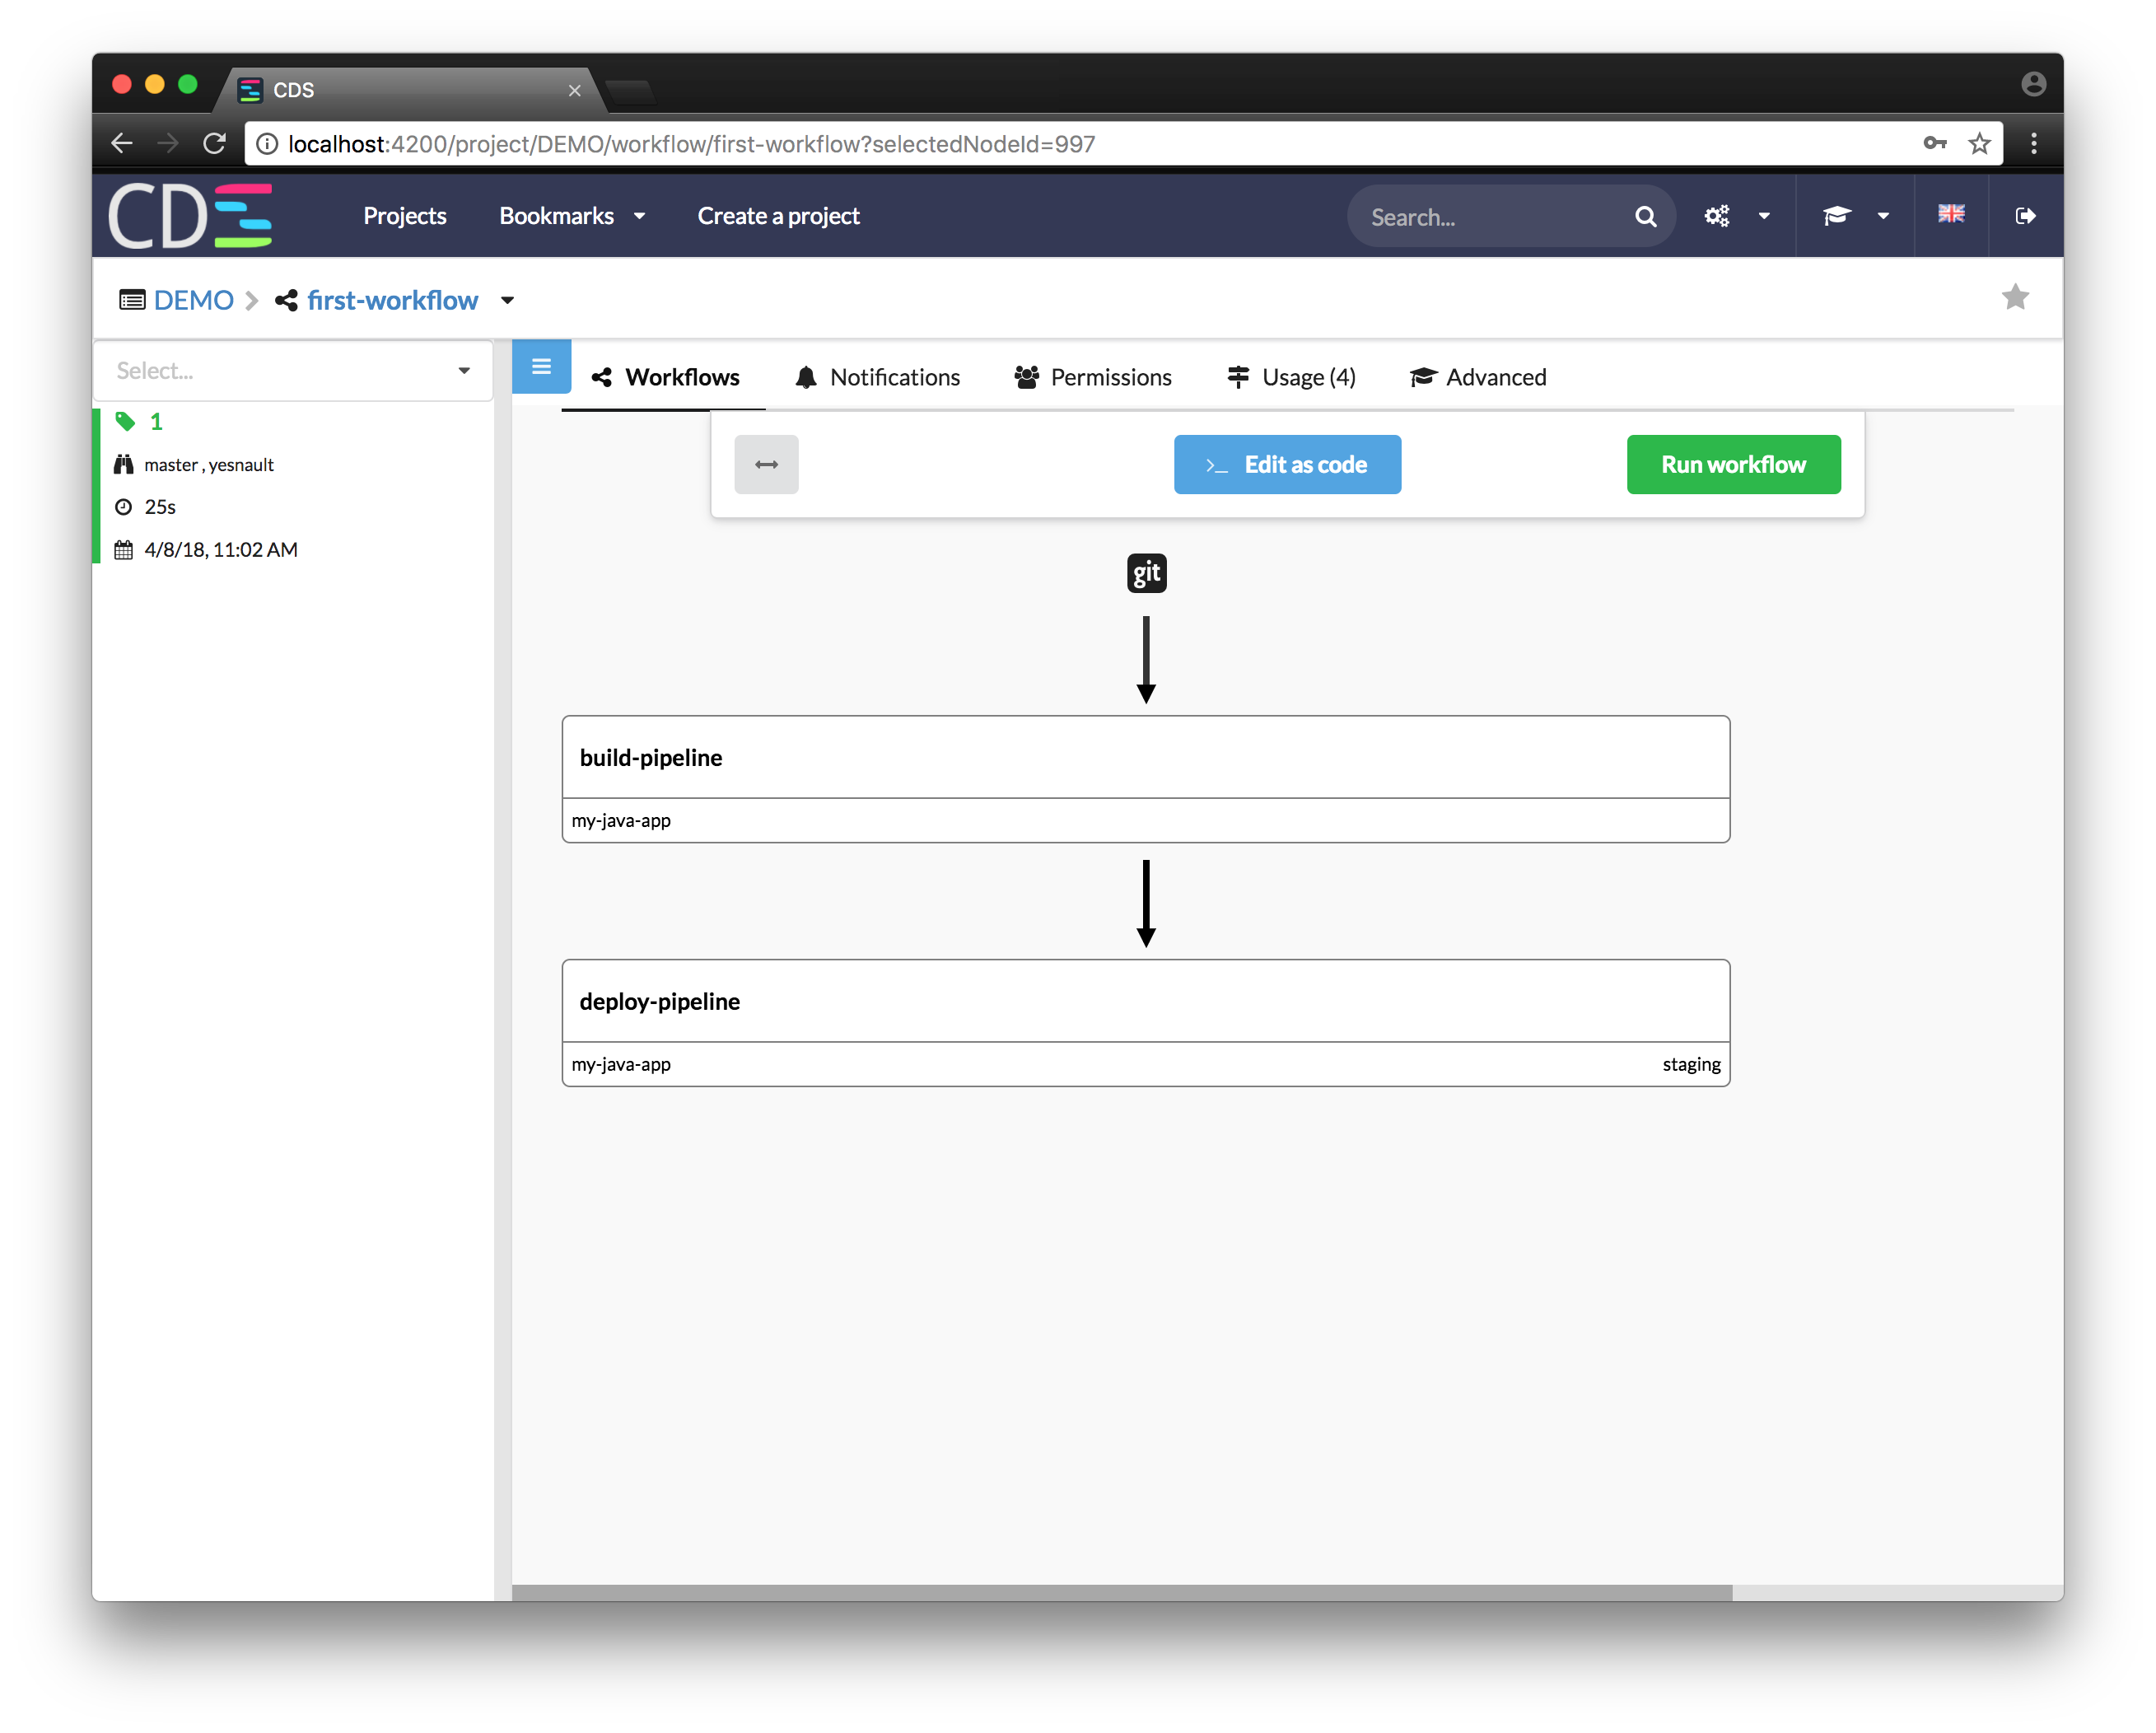 CDS
localhost:4200/project/DEMO/workflow/first-workflow?selectedNodeId=997
CD
Projects Bookmarks Create a project Search...
DEMO first-workflow
Select...
Workflows Notifications Permissions Usage (4) Advanced
1
master , yesnault
25s
4/8/18, 11:02 AM
>_ Edit as code Run workflow
git
build-pipeline
my-java-app
deploy-pipeline
my-java-app staging